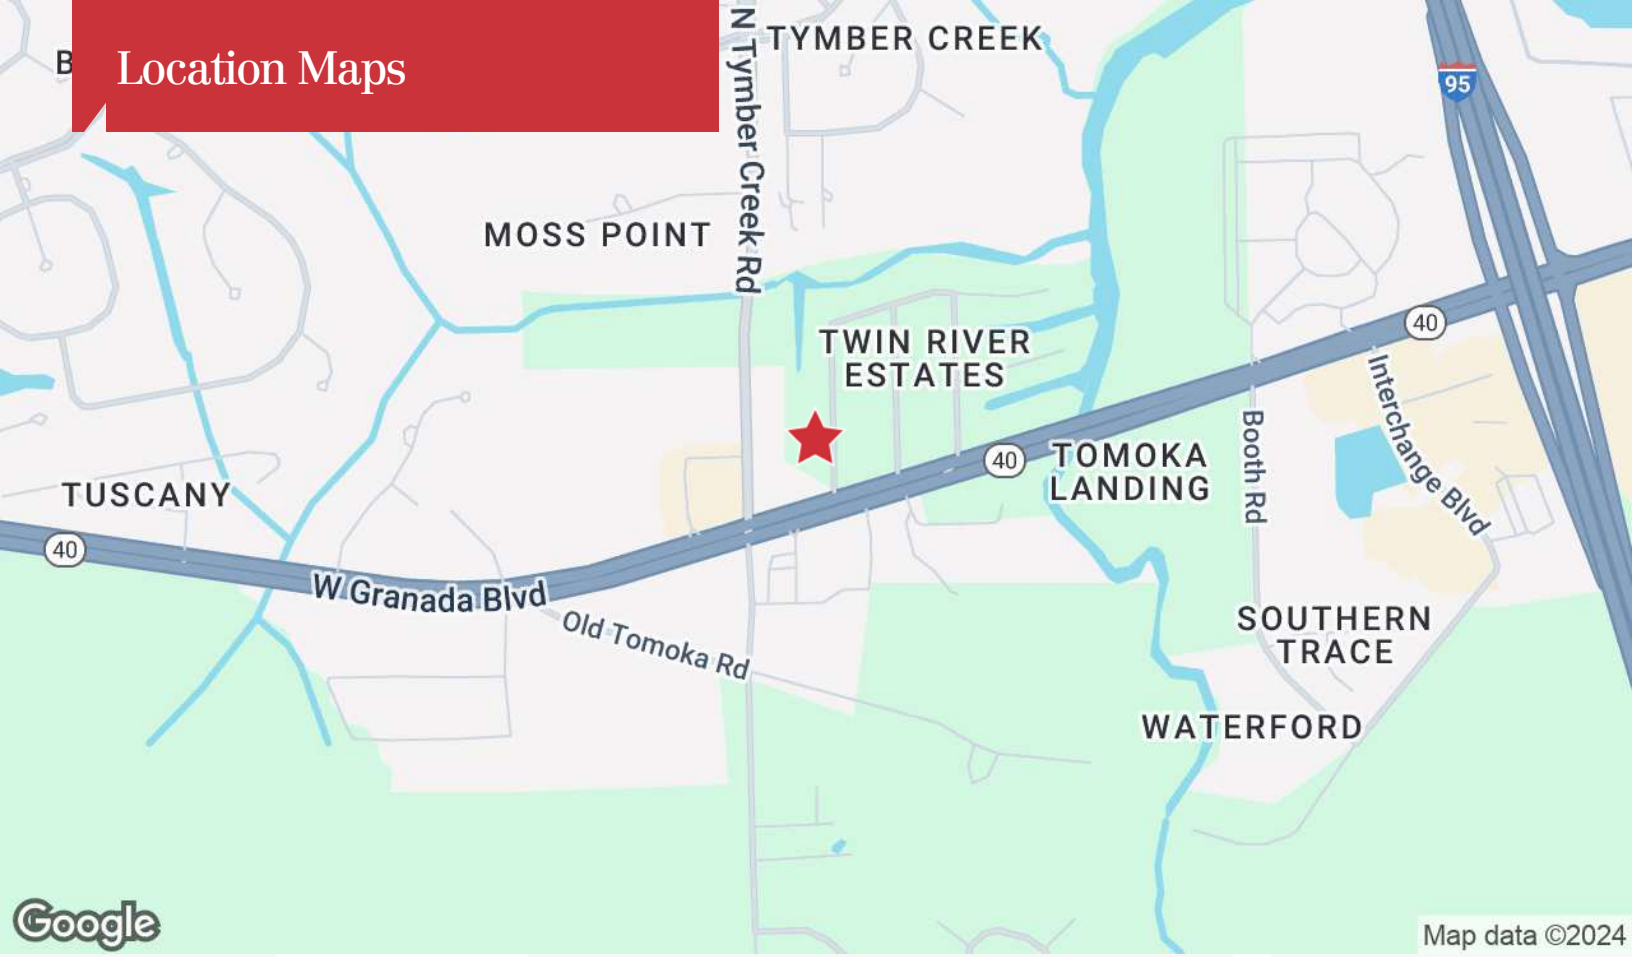 Location Maps
B
N Tymber Creek Rd
TYMBER CREEK
95
MOSS POINT
40
TWIN RIVER
ESTATES
Interchange Blvd
Booth Rd
40
TOMOKA
LANDING
TUSCANY
40
W Granada Blvd
Old Tomoka Rd
SOUTHERN
TRACE
WATERFORD
Google
Map data ©2024